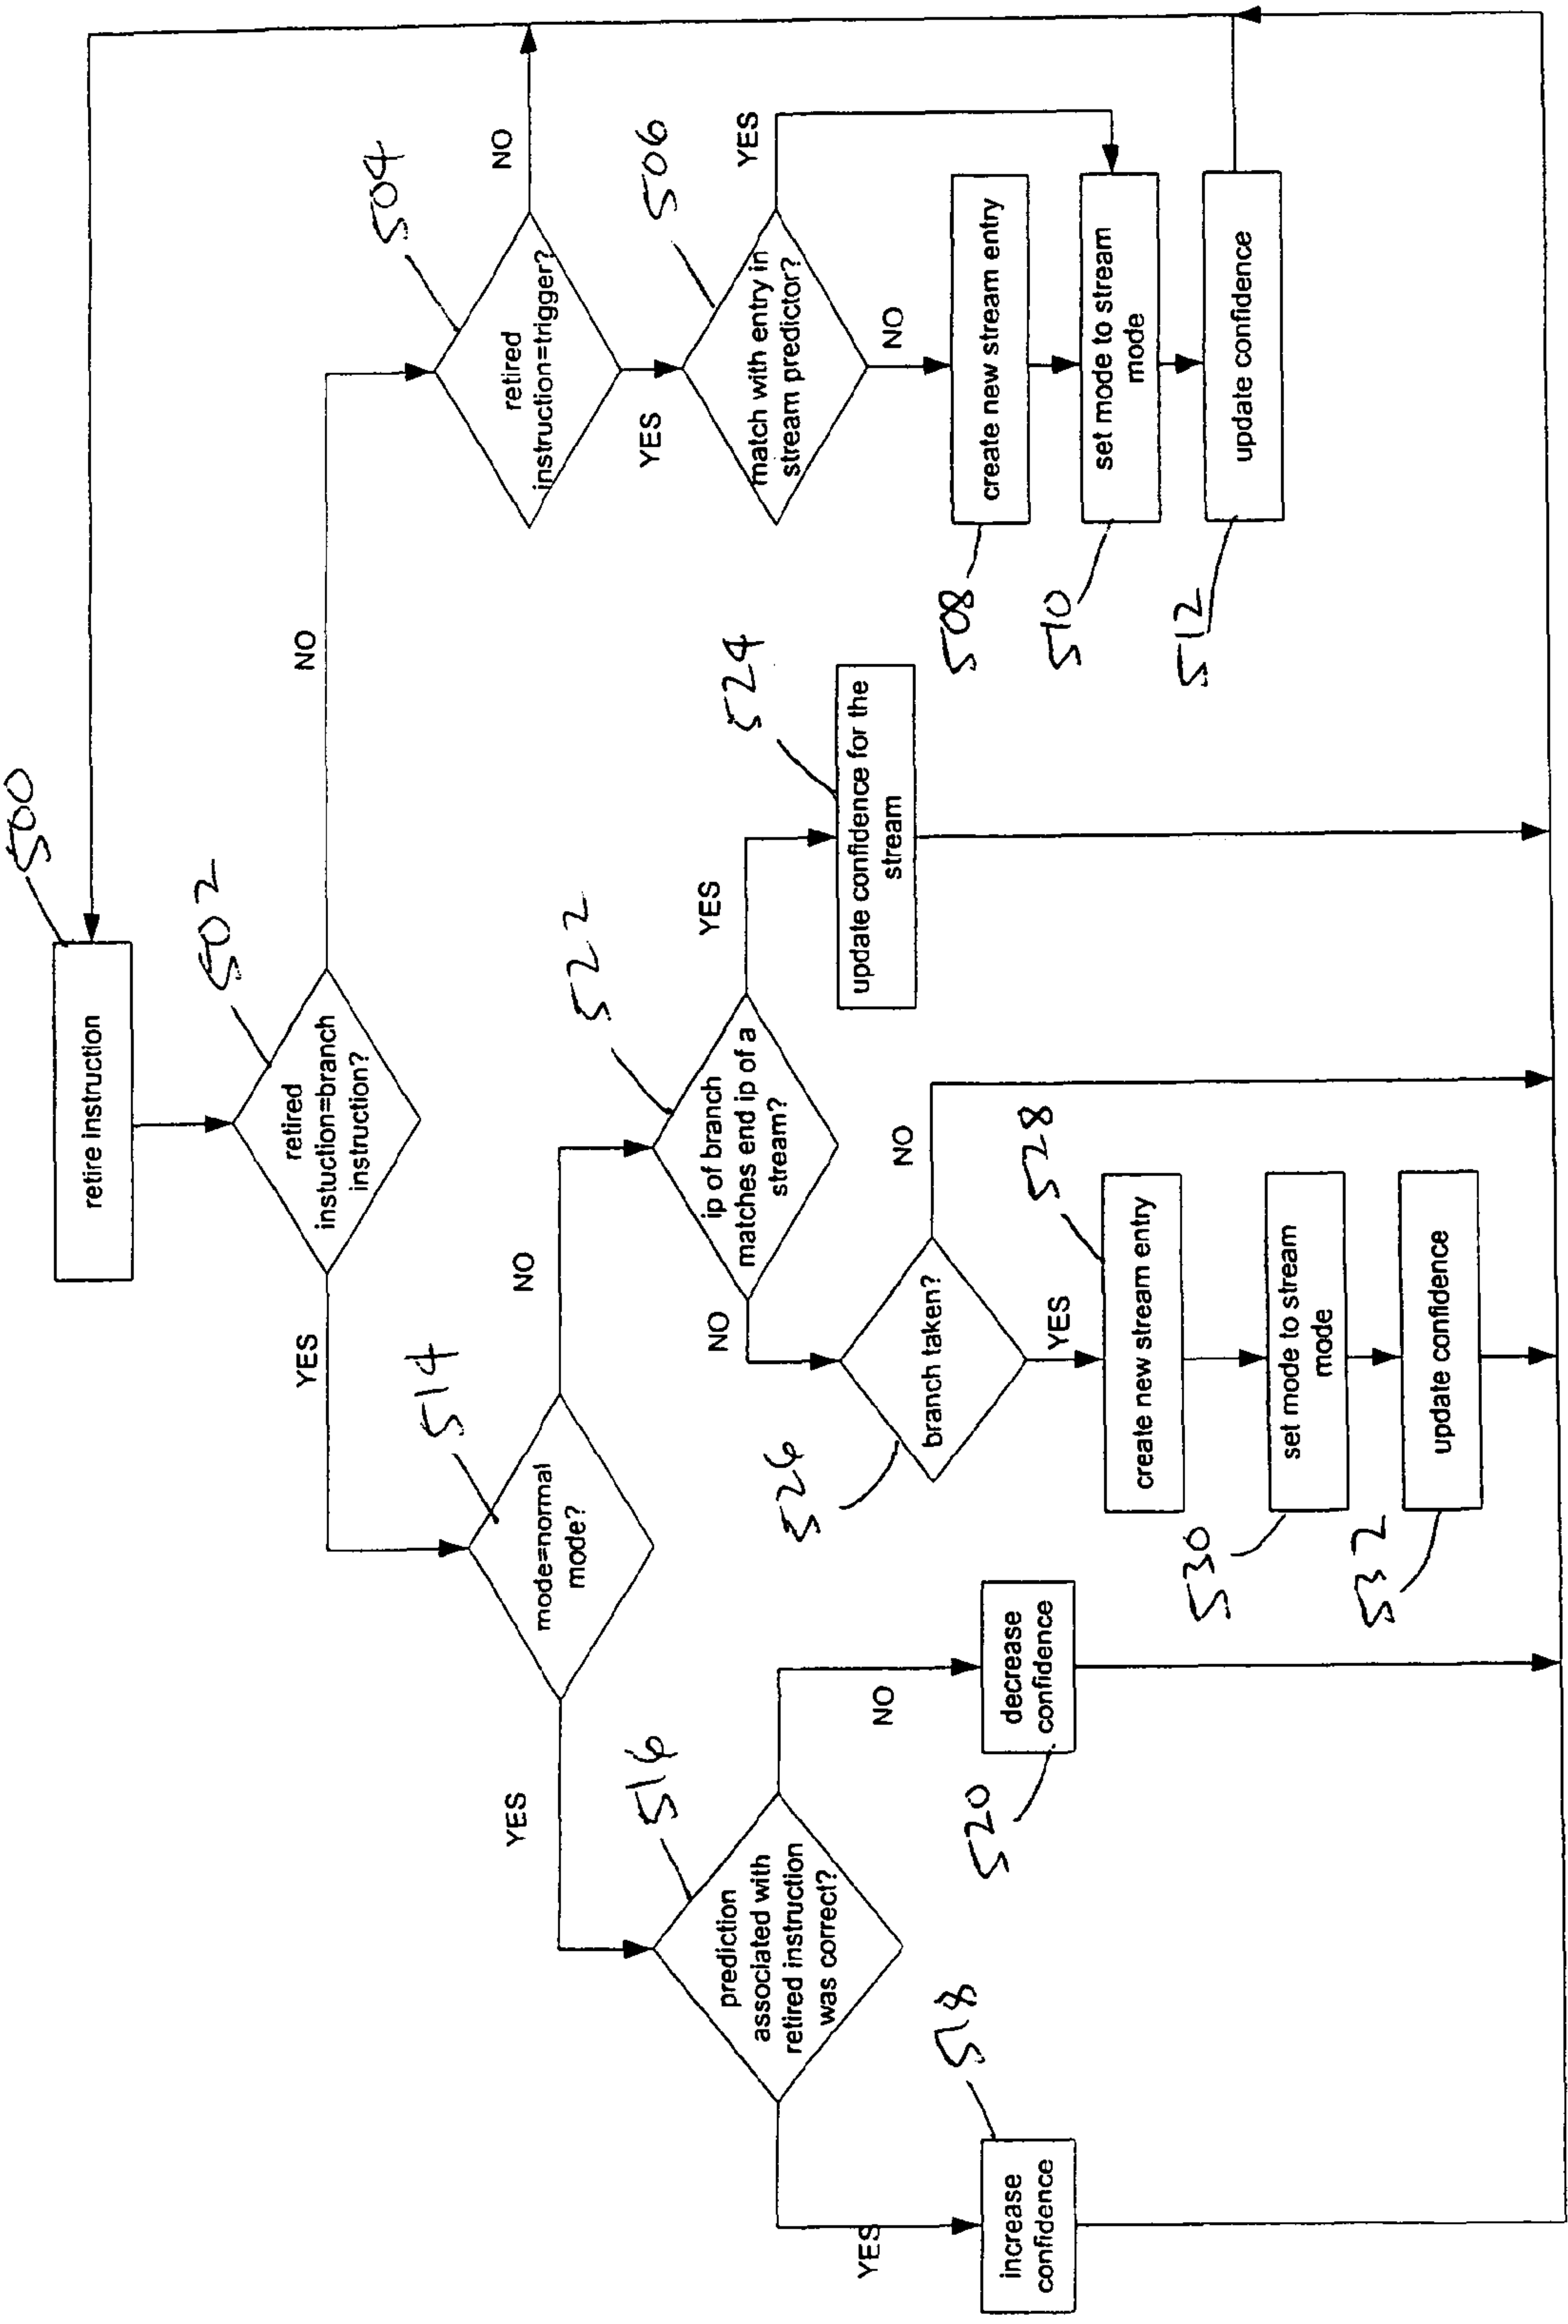 500
retire instruction
502
retired
instuction=branch
instruction?
YES
NO
504
retired
instruction=trigger?
NO
YES
506
match with entry in
stream predictor?
YES
NO
508
create new stream entry
510
set mode to stream
mode
512
update confidence
514
mode=normal
mode?
YES
NO
516
prediction
associated with
retired instruction
was correct?
YES
NO
518
increase
confidence
520
decrease
confidence
522
ip of branch
matches end ip of a
stream?
YES
NO
524
update confidence for the
stream
526
branch taken?
NO
YES
528
create new stream entry
530
set mode to stream
mode
532
update confidence